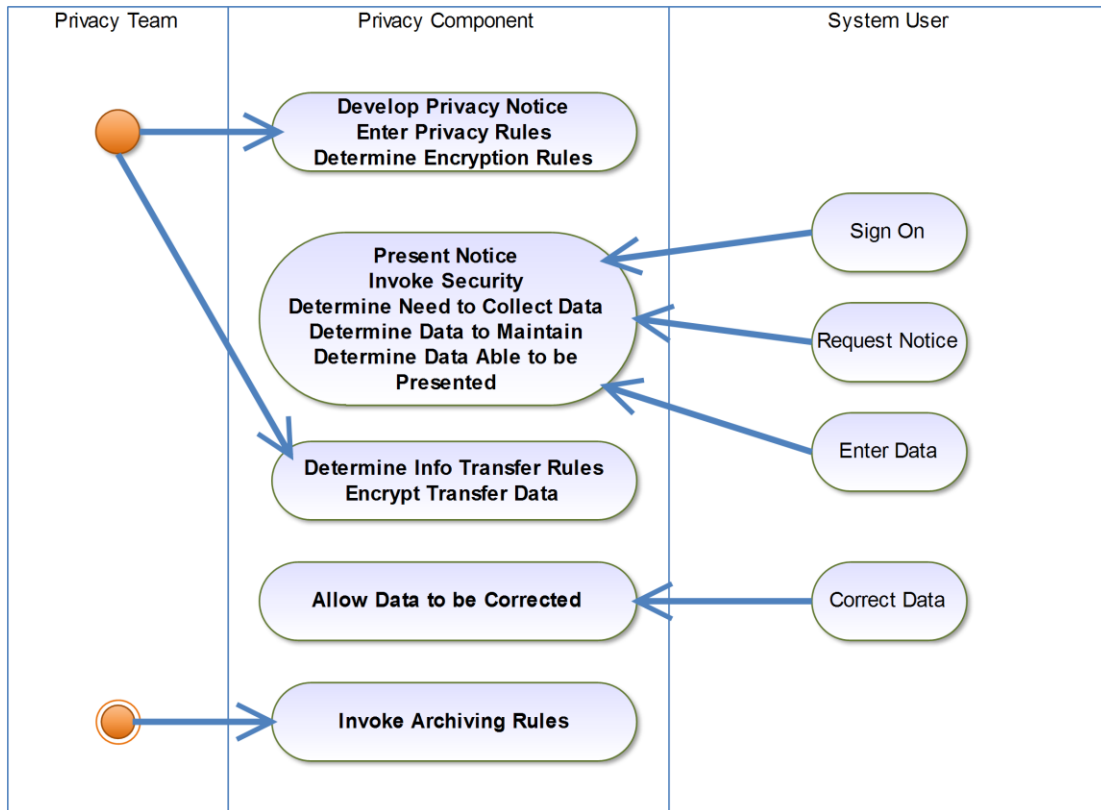 Privacy Team
Privacy Component
System User
Develop Privacy Notice
Enter Privacy Rules
Determine Encryption Rules
Sign On
Present Notice
Invoke Security
Determine Need to Collect Data
Determine Data to Maintain
Determine Data Able to be
Presented
Request Notice
Enter Data
Determine Info Transfer Rules
Encrypt Transfer Data
Allow Data to be Corrected
Correct Data
Invoke Archiving Rules